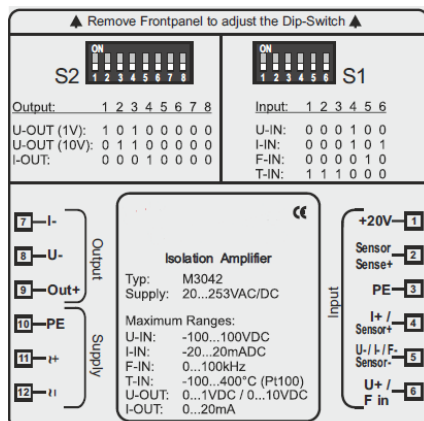 Remove Frontpanel to adjust the Dip-Switch
ON
1 2 3 4 5 6 7 8
S2
ON
1 2 3 4 5 6
S1
Output: 1 2 3 4 5 6 7 8
U-OUT (1V): 1 0 1 0 0 0 0 0
U-OUT (10V): 0 1 1 0 0 0 0 0
I-OUT: 0 0 0 1 0 0 0 0
Input: 1 2 3 4 5 6
U-IN: 0 0 0 1 0 0
I-IN: 0 0 0 1 0 1
F-IN: 0 0 0 0 1 0
T-IN: 1 1 1 0 0 0
7 I-
8 U-
9 Out+
Output
10 PE
11 ≀+
12 ≀=
Supply
CE
Isolation Amplifier
Typ: M3042
Supply: 20...253VAC/DC
Maximum Ranges:
U-IN: -100...100VDC
I-IN: -20...20mADC
F-IN: 0...100kHz
T-IN: -100...400°C (Pt100)
U-OUT: 0...1VDC / 0...10VDC
I-OUT: 0...20mA
Input
+20V 1
Sensor
Sense+ 2
PE 3
I+ /
Sensor+ 4
U-/ I-/ F-
Sensor- 5
U+ /
F in 6